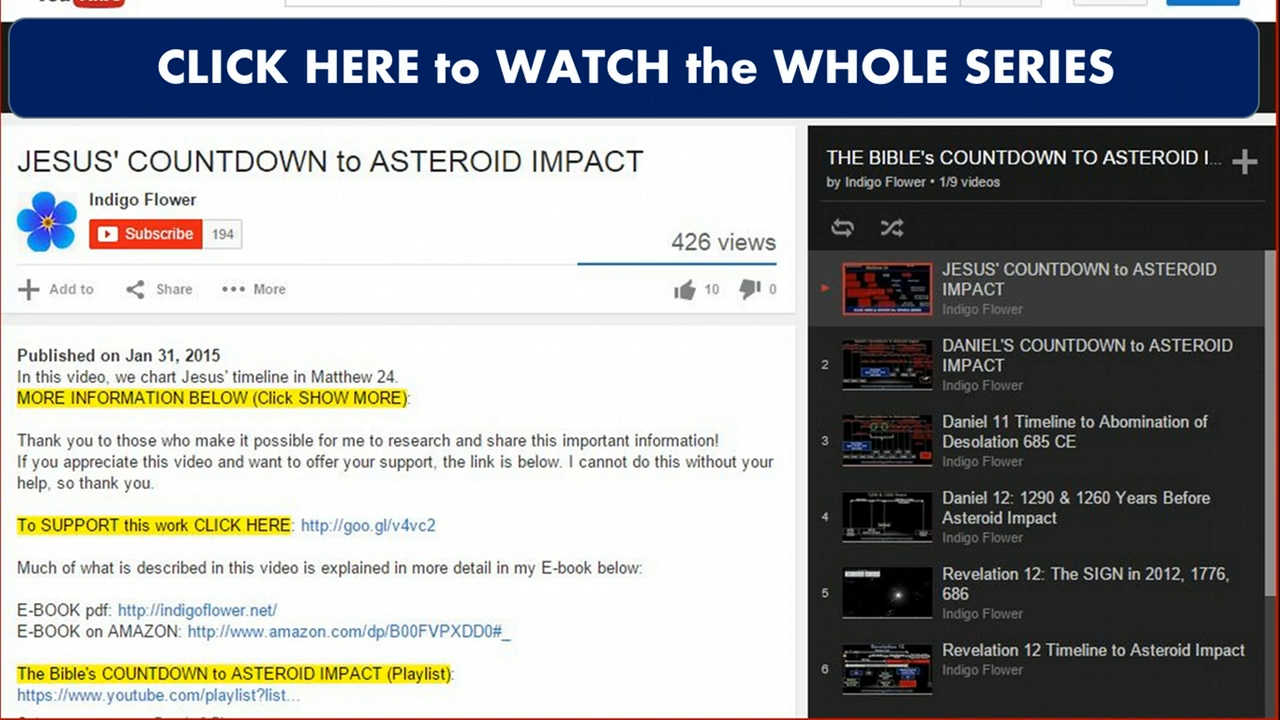 CLICK HERE to WATCH the WHOLE SERIES
JESUS' COUNTDOWN to ASTEROID IMPACT
Indigo Flower
Subscribe 194
426 views
Add to Share More 10 0
Published on Jan 31, 2015
In this video, we chart Jesus' timeline in Matthew 24.
MORE INFORMATION BELOW (Click SHOW MORE):
Thank you to those who make it possible for me to research and share this important information!
If you appreciate this video and want to offer your support, the link is below. I cannot do this without your
help, so thank you.
To SUPPORT this work CLICK HERE: http://goo.gl/v4vc2
Much of what is described in this video is explained in more detail in my E-book below:
E-BOOK pdf: http://indigoflower.net/
E-BOOK on AMAZON: http://www.amazon.com/dp/B00FVPXDD0#_
The Bible's COUNTDOWN to ASTEROID IMPACT (Playlist):
https://www.youtube.com/playlist?list...
THE BIBLE's COUNTDOWN TO ASTEROID I...
by Indigo Flower • 1/9 videos
JESUS' COUNTDOWN to ASTEROID
IMPACT
Indigo Flower
2
DANIEL'S COUNTDOWN to ASTEROID
IMPACT
Indigo Flower
3
Daniel 11 Timeline to Abomination of
Desolation 685 CE
Indigo Flower
4
Daniel 12: 1290 & 1260 Years Before
Asteroid Impact
Indigo Flower
5
Revelation 12: The SIGN in 2012, 1776,
686
Indigo Flower
6
Revelation 12 Timeline to Asteroid Impact
Indigo Flower